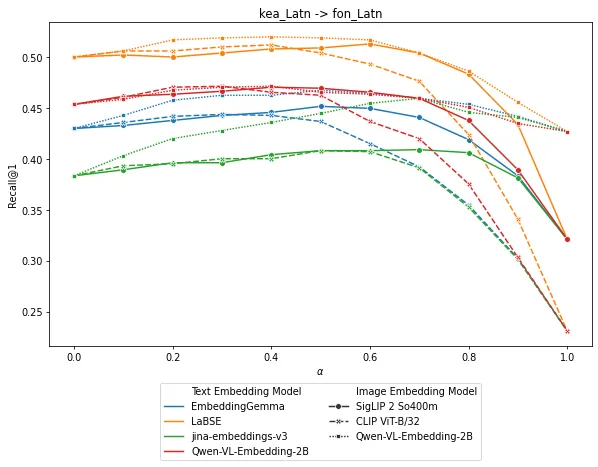 kea_Latn -> fon_Latn
Recall@1
0.50
0.45
0.40
0.35
0.30
0.25
0.0 0.2 0.4 0.6 0.8 1.0
α
Text Embedding Model
EmbeddingGemma
LaBSE
jina-embeddings-v3
Qwen-VL-Embedding-2B
Image Embedding Model
SigLIP 2 So400m
CLIP ViT-B/32
Qwen-VL-Embedding-2B